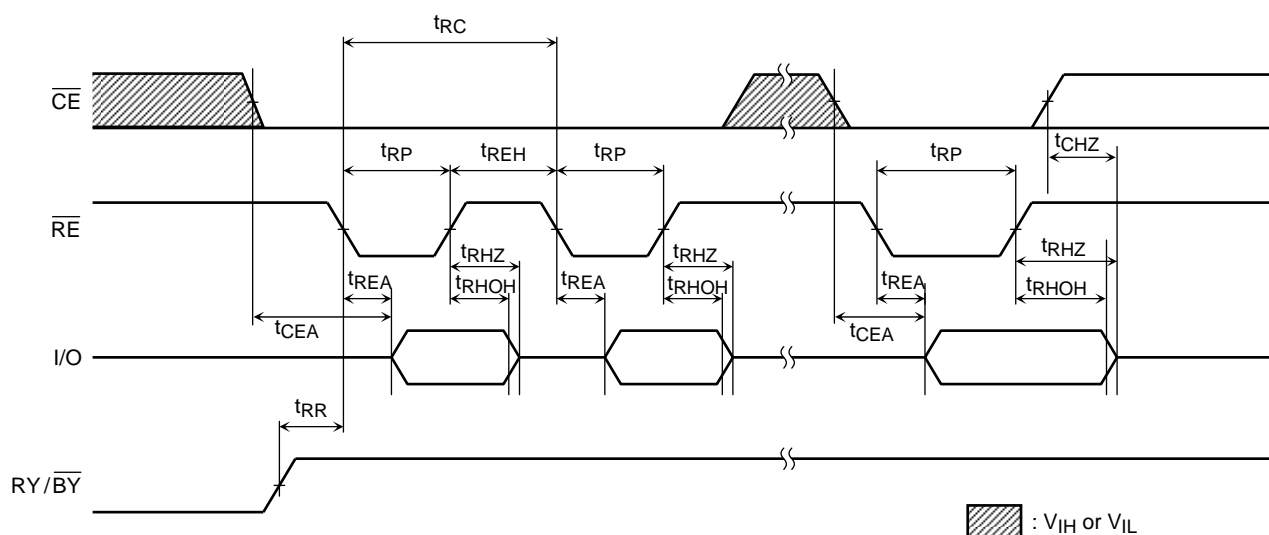 tRC
CE
tCHZ
tRP tREH tRP tRP
RE
tRHZ tRHZ tRHZ
tREA tRHOH tREA tRHOH tREA tRHOH
tCEA tCEA
I/O
tRR
RY/BY
: VIH or VIL